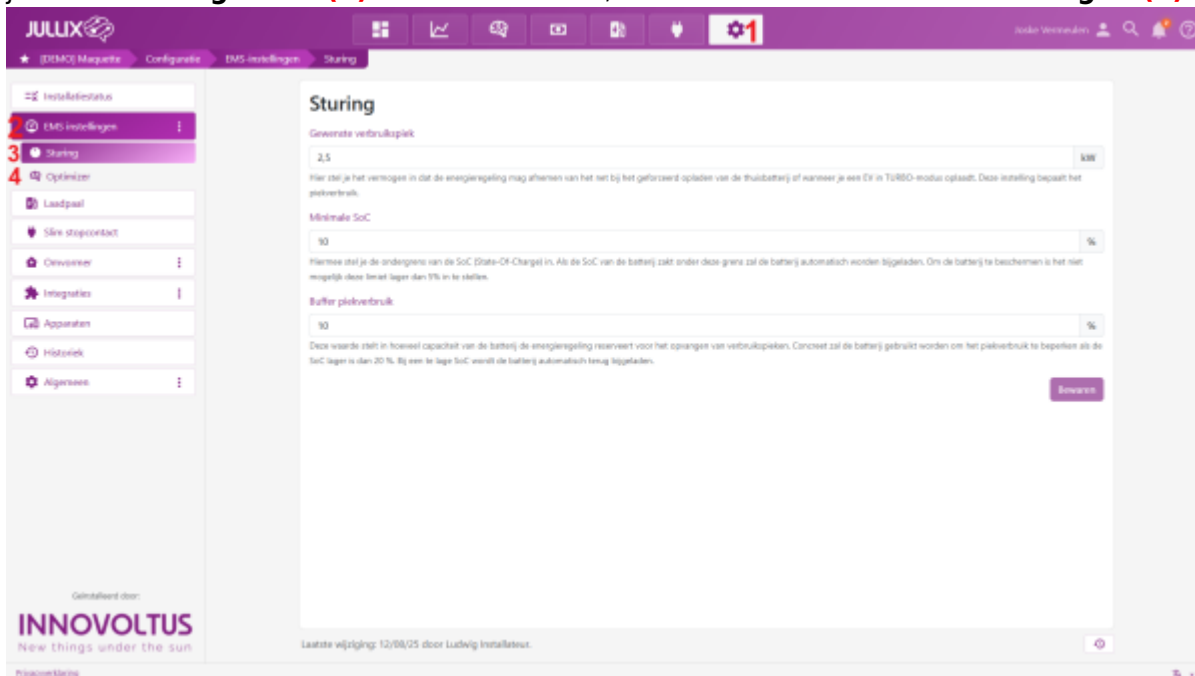 JULLIX
1
Joske Vermeulen
[DEMO] Maquette
Configuratie
EMS-instellingen
Sturing
Installatiestatus
2 EMS instellingen
3 Sturing
4 Optimizer
Laadpaal
Slim stopcontact
Omvormer
Integraties
Apparaten
Historiek
Algemeen
Geïnstalleerd door:
INNOVOLTUS
New things under the sun
Privacyverklaring
Sturing
Gewenste verbruikspiek
2,5 kW
Hier stel je het vermogen in dat de energieregeling mag afnemen van het net bij het geforceerd opladen van de thuisbatterij of wanneer je een EV in TURBO-modus oplaadt. Deze instelling bepaalt het
piekverbruik.
Minimale SoC
10 %
Hiermee stel je de ondergrens van de SoC (State-Of-Charge) in. Als de SoC van de batterij zakt onder deze grens zal de batterij automatisch worden bijgeladen. Om de batterij te beschermen is het niet
mogelijk deze limiet lager dan 5% in te stellen.
Buffer piekverbruik
10 %
Deze waarde stelt in hoeveel capaciteit van de batterij de energieregeling reserveert voor het opvangen van verbruikspieken. Concreet zal de batterij gebruikt worden om het piekverbruik te beperken als de
SoC lager is dan 20 %. Bij een te lage SoC wordt de batterij automatisch terug bijgeladen.
Bewaren
Laatste wijziging: 12/08/25 door Ludwig Installateur.